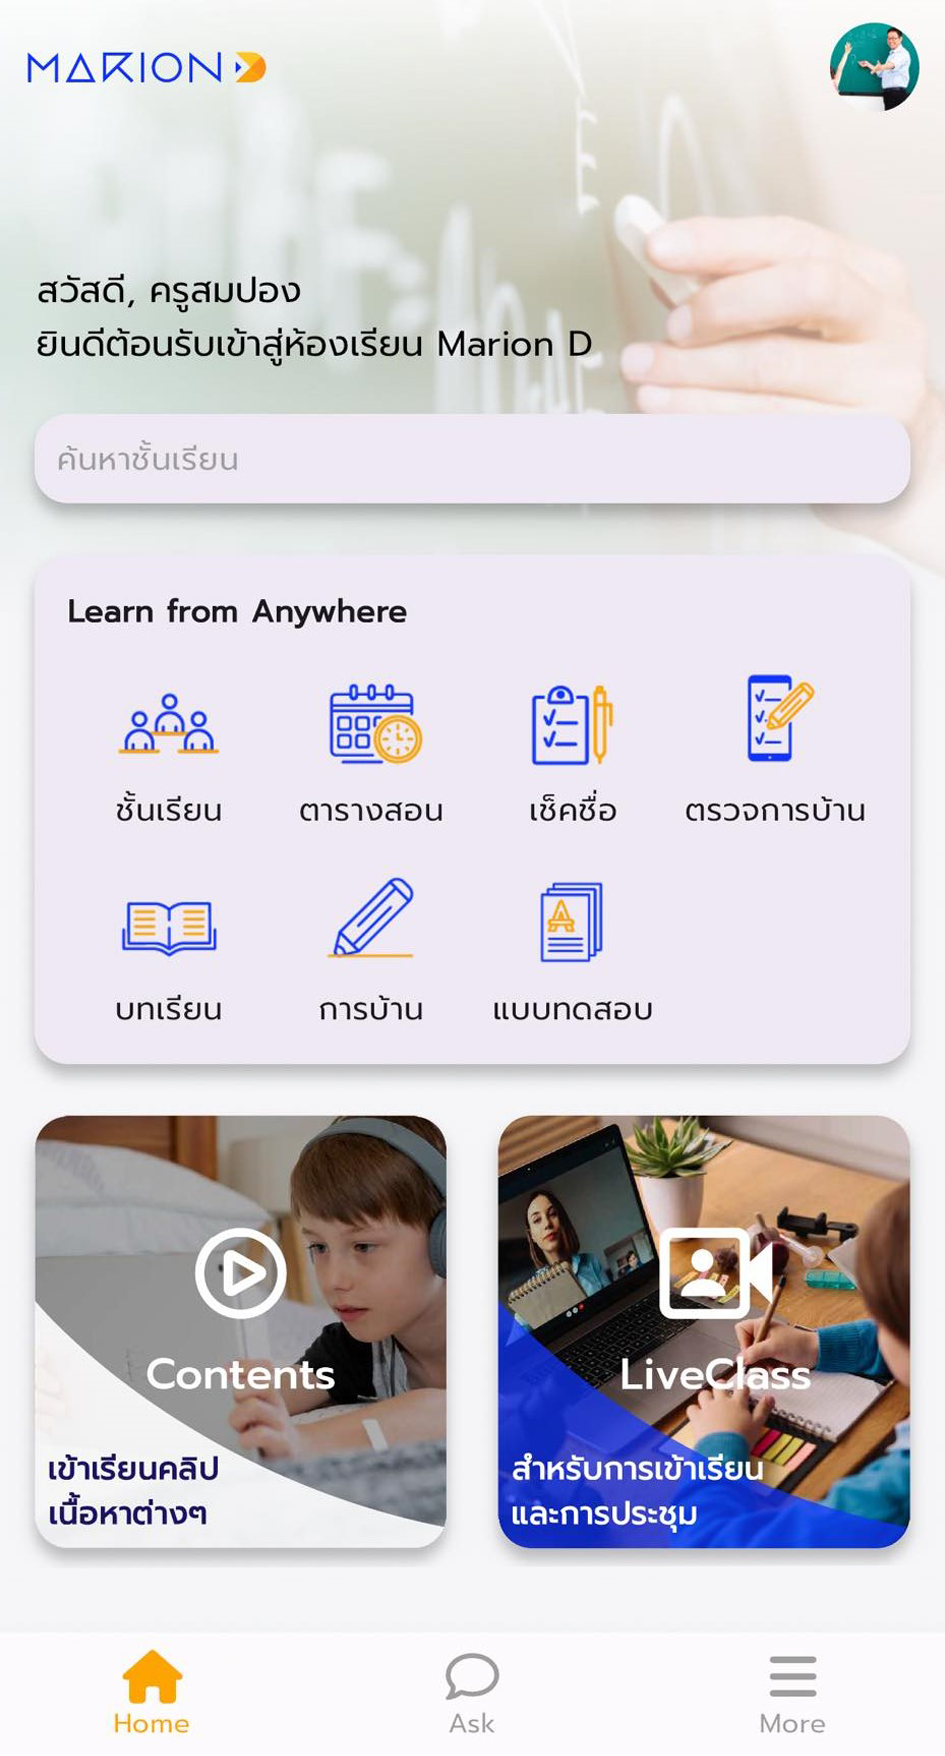 MARION D
สวัสดี, ครูสมปอง
ยินดีต้อนรับเข้าสู่ห้องเรียน Marion D
ค้นหาชั้นเรียน
Learn from Anywhere
ชั้นเรียน ตารางสอน เช็คชื่อ ตรวจการบ้าน
บทเรียน การบ้าน แบบทดสอบ
Contents
เข้าเรียนคลิป
เนื้อหาต่างๆ
LiveClass
สำหรับการเข้าเรียน
และการประชุม
Home Ask More